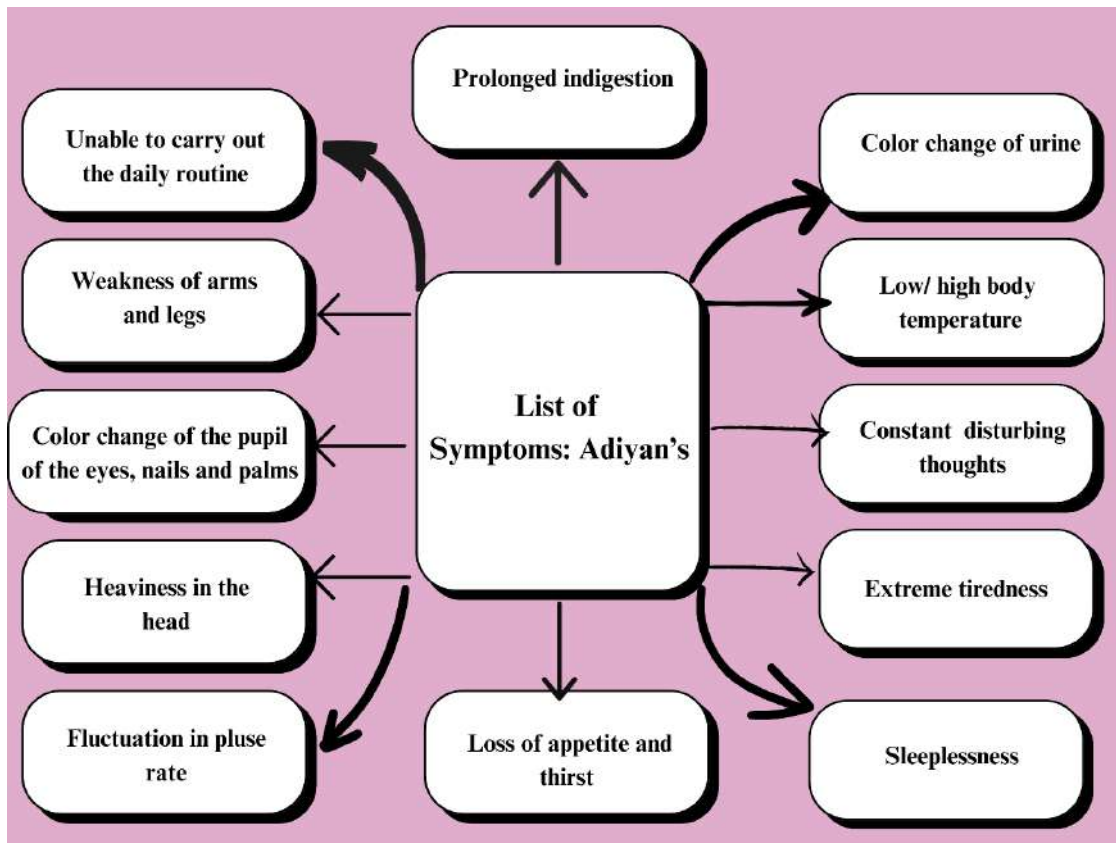 Prolonged indigestion
Unable to carry out
the daily routine
Color change of urine
Weakness of arms
and legs
Low/ high body
temperature
List of
Symptoms: Adiyan's
Color change of the pupil
of the eyes, nails and palms
Constant disturbing
thoughts
Heaviness in the
head
Extreme tiredness
Fluctuation in pluse
rate
Loss of appetite and
thirst
Sleeplessness